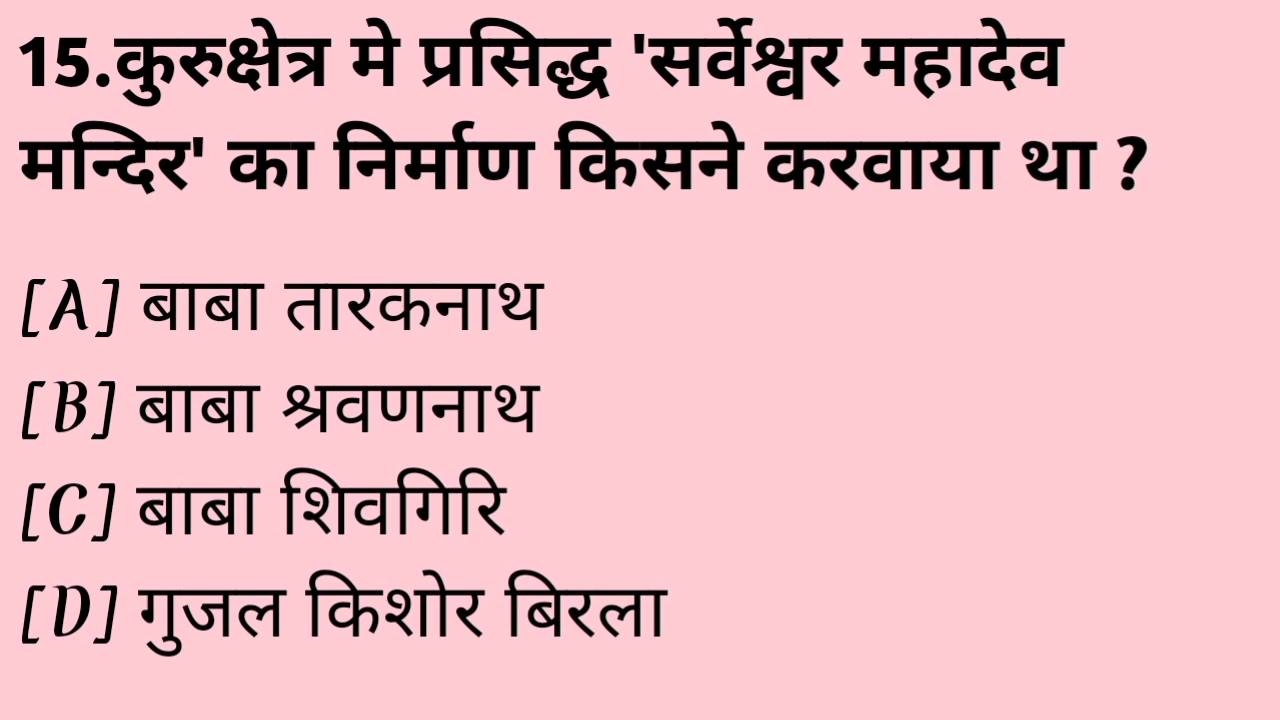 15.कुरुक्षेत्र मे प्रसिद्ध 'सर्वेश्वर महादेव
मन्दिर' का निर्माण किसने करवाया था ?
[A] बाबा तारकनाथ
[B] बाबा श्रवणनाथ
[C] बाबा शिवगिरि
[D] गुजल किशोर बिरला